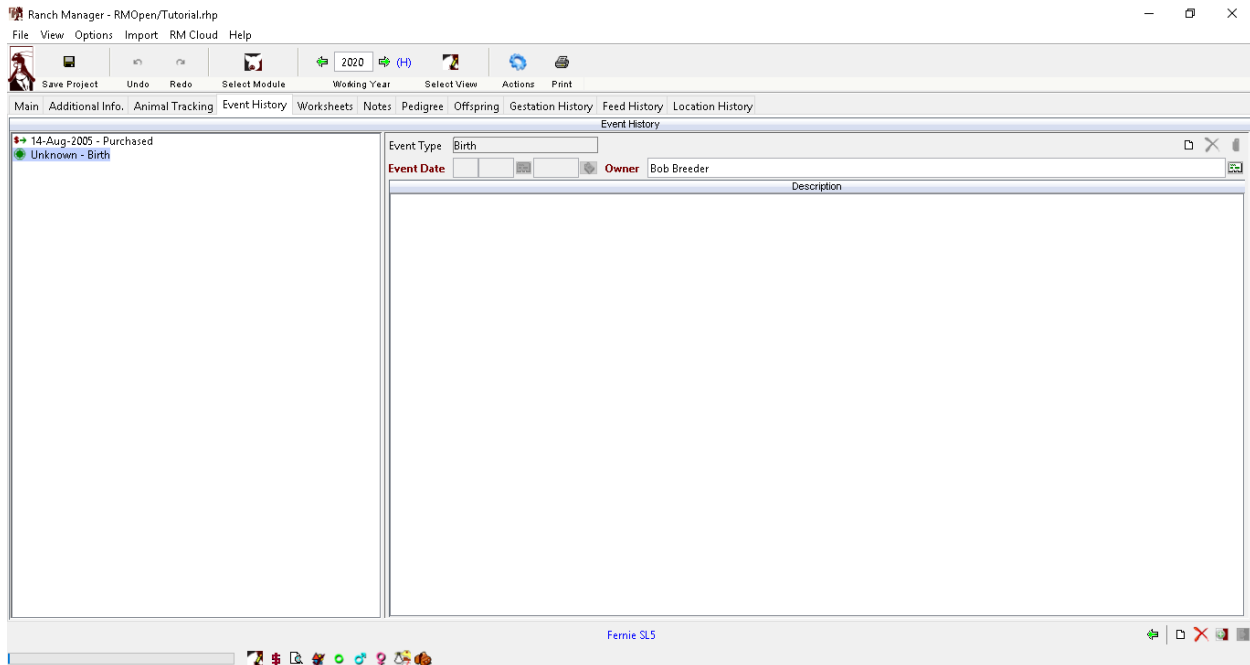 Ranch Manager - RMOpen/Tutorial.rhp
File View Options Import RM Cloud Help
2020 (H)
Save Project Undo Redo Select Module Working Year Select View Actions Print
Main Additional Info. Animal Tracking Event History Worksheets Notes Pedigree Offspring Gestation History Feed History Location History
Event History
14-Aug-2005 - Purchased
Unknown - Birth
Event Type Birth
Event Date Owner Bob Breeder
Description
Fernie SL5